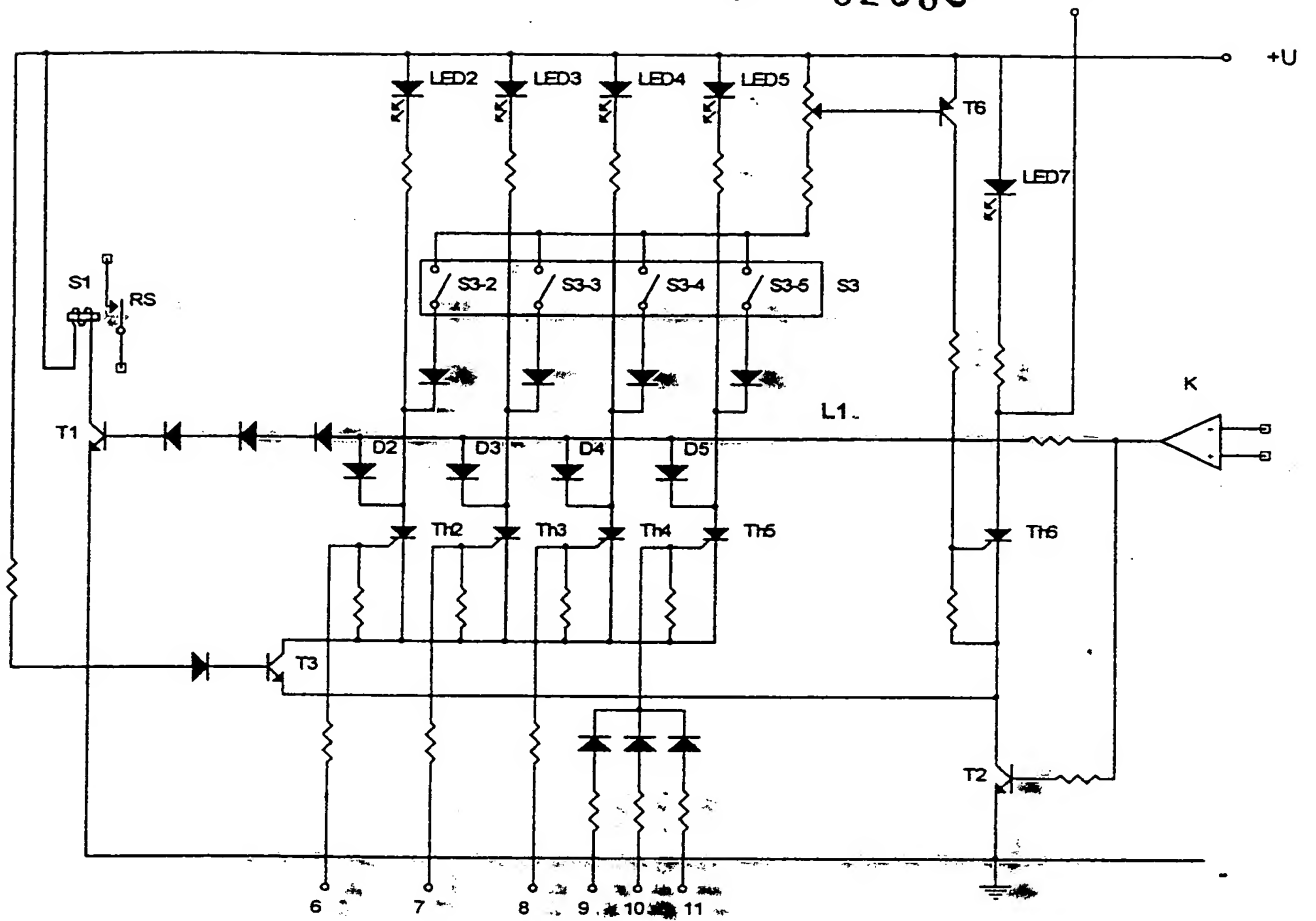 +U
LED2 LED3 LED4 LED5
T6
LED7
S3-2 S3-3 S3-4 S3-5 S3
S1
RS
K
L1
T1
D2 D3 D4 D5
Th2 Th3 Th4 Th5 Th6
T3
T2
-
6 7 8 9 10 11